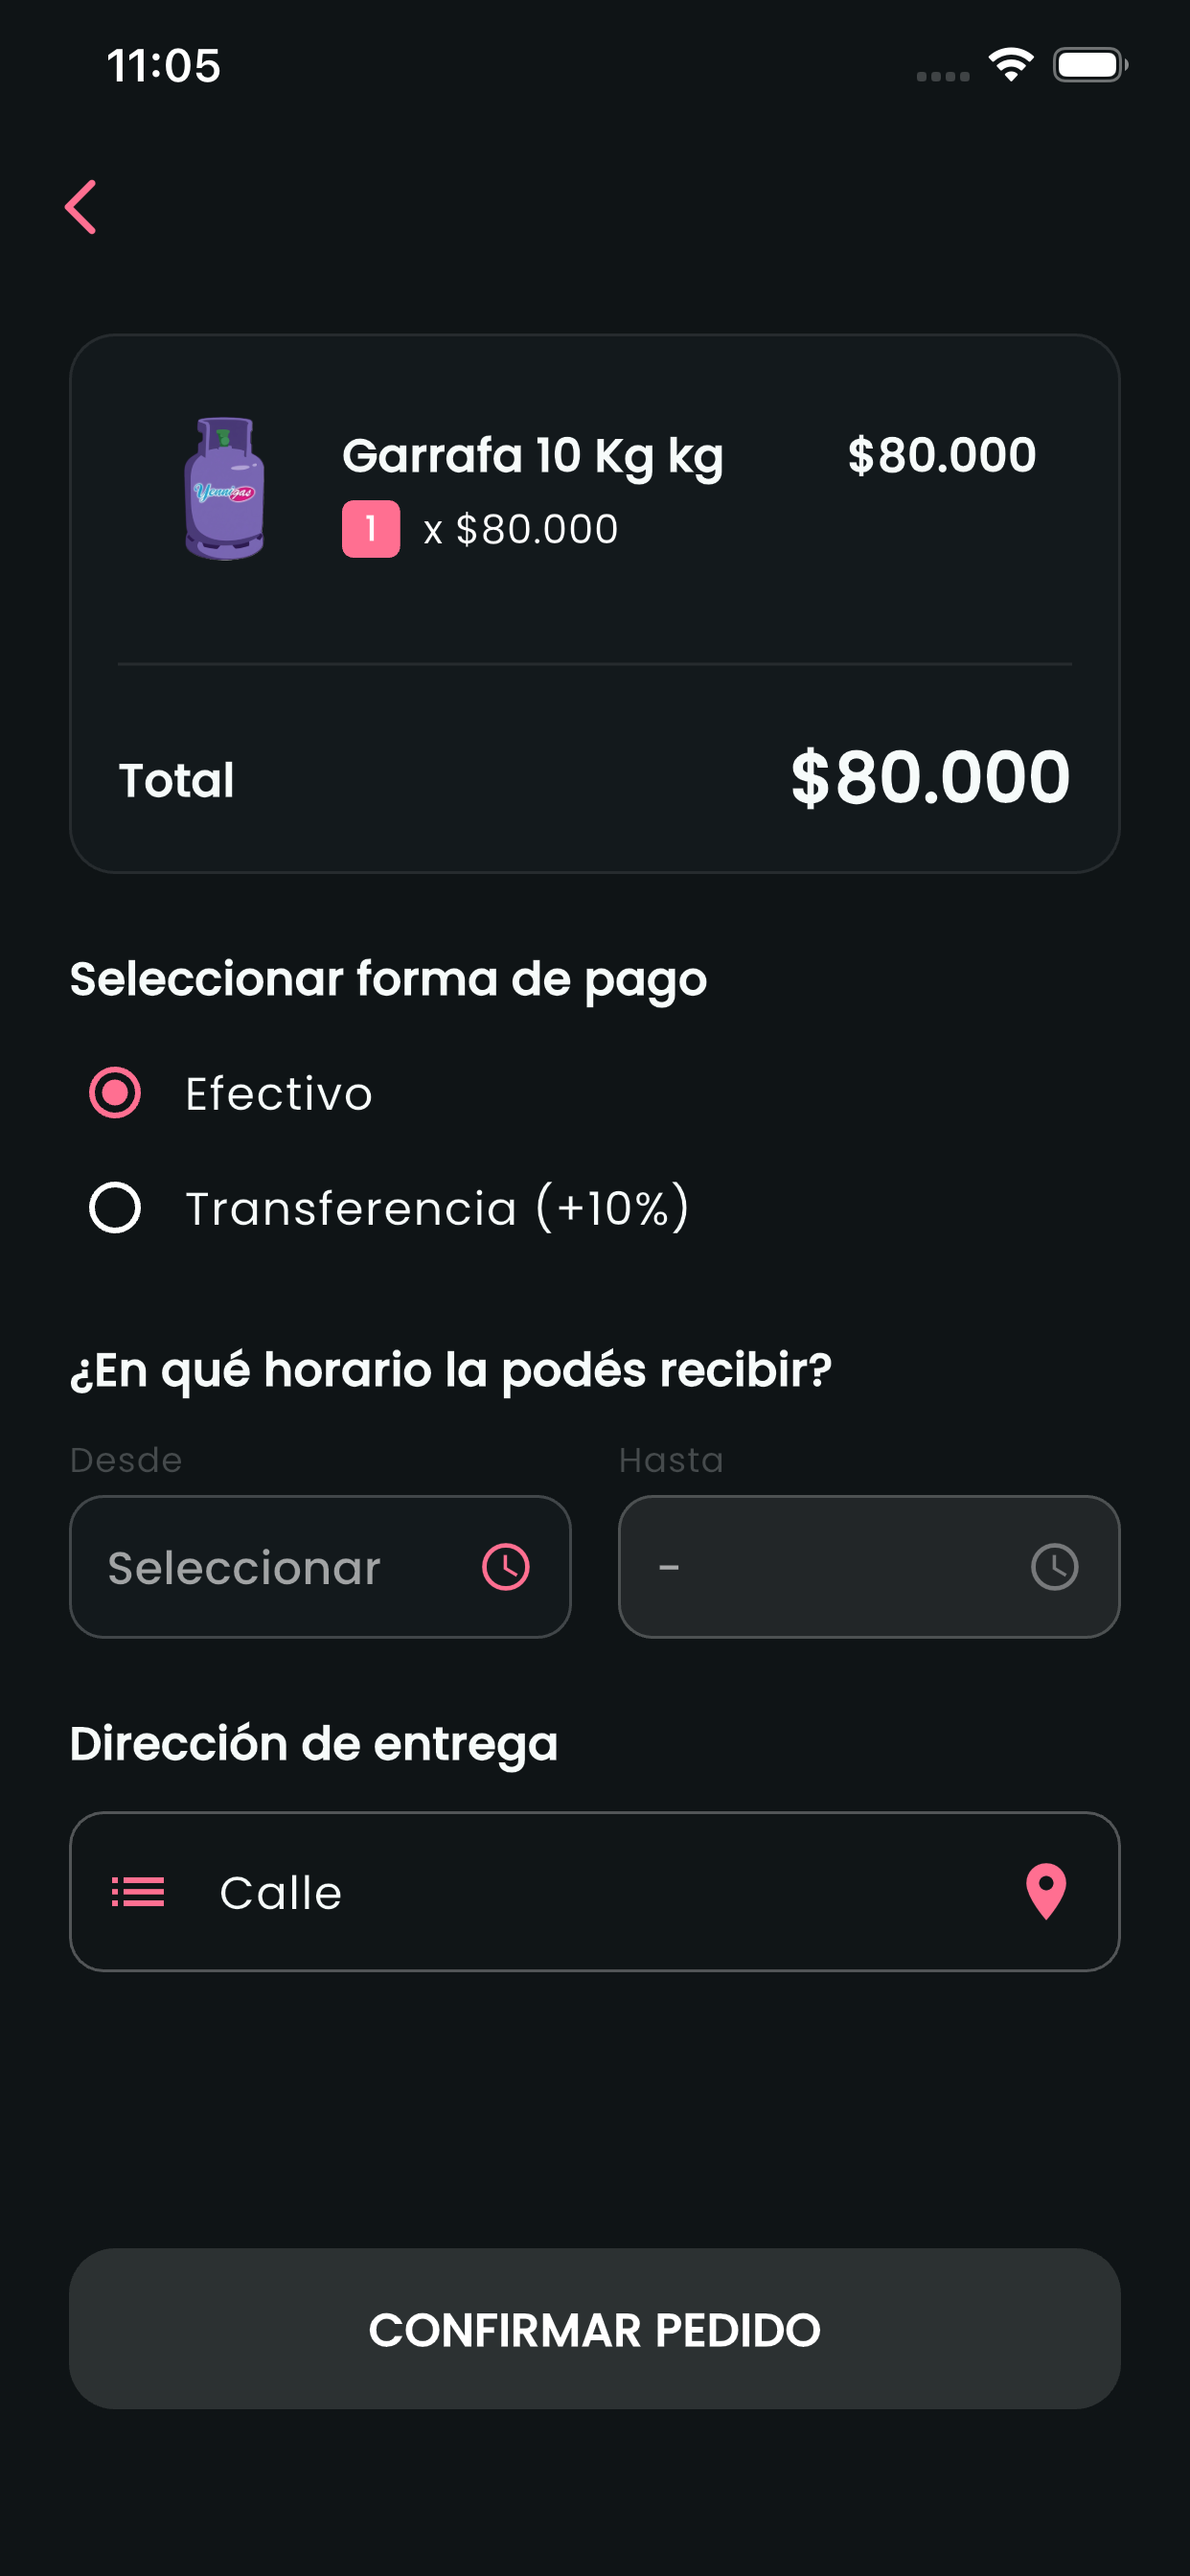 11:05
Garrafa 10 Kg kg $80.000
1 x $80.000
Yennigas
Total $80.000
Seleccionar forma de pago
Efectivo
Transferencia (+10%)
¿En qué horario la podés recibir?
Desde Hasta
Seleccionar -
Dirección de entrega
Calle
CONFIRMAR PEDIDO